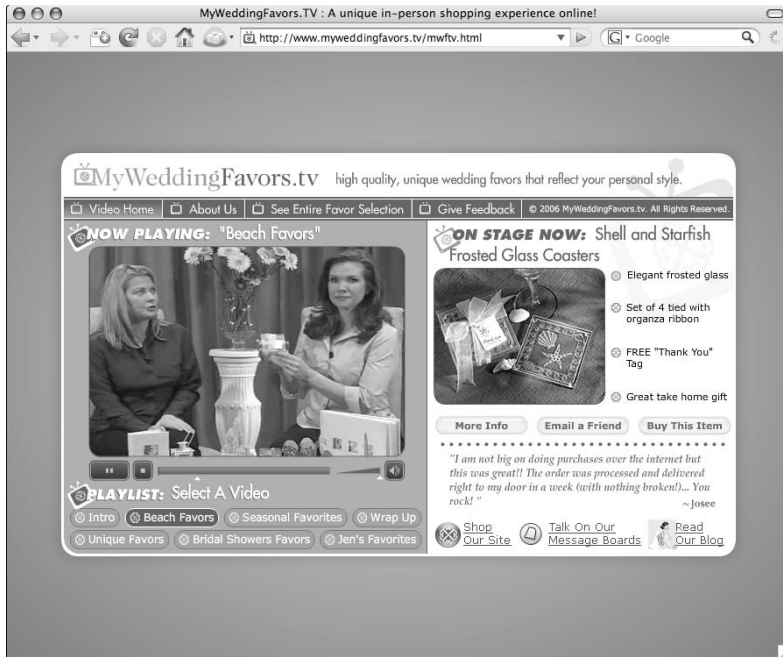 MyWeddingFavors.TV : A unique in-person shopping experience online!
http://www.myweddingfavors.tv/mwftv.html
G Google
MyWeddingFavors.tv high quality, unique wedding favors that reflect your personal style.
Video Home About Us See Entire Favor Selection Give Feedback © 2006 MyWeddingFavors.tv. All Rights Reserved.
NOW PLAYING: "Beach Favors"
ON STAGE NOW: Shell and Starfish
Frosted Glass Coasters
Elegant frosted glass
Set of 4 tied with
organza ribbon
FREE "Thank You"
Tag
Great take home gift
More Info Email a Friend Buy This Item
"I am not big on doing purchases over the internet but
this was great!! The order was processed and delivered
right to my door in a week (with nothing broken!)... You
rock! "
~ Josee
PLAYLIST: Select A Video
Intro Beach Favors Seasonal Favorites Wrap Up
Unique Favors Bridal Showers Favors Jen's Favorites
Shop
Our Site
Talk On Our
Message Boards
Read
Our Blog